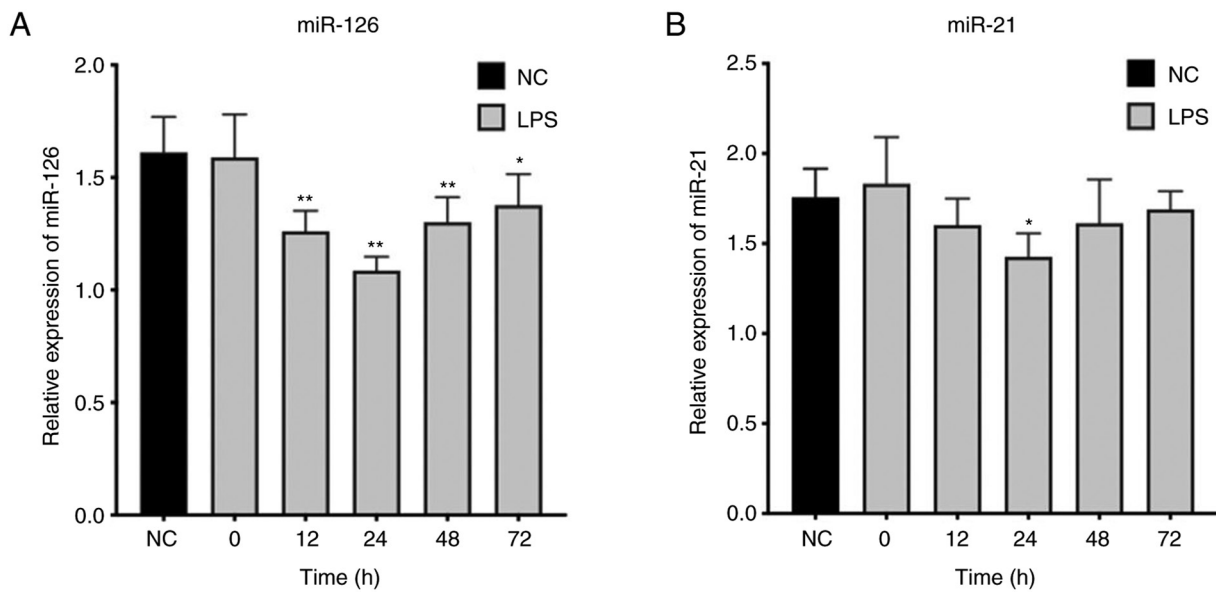 A
miR-126
Relative expression of miR-126
2.0
1.5
1.0
0.5
0.0
NC
LPS
**
**
**
*
NC 0 12 24 48 72
Time (h)
B
miR-21
Relative expression of miR-21
2.5
2.0
1.5
1.0
0.5
0.0
NC
LPS
*
NC 0 12 24 48 72
Time (h)